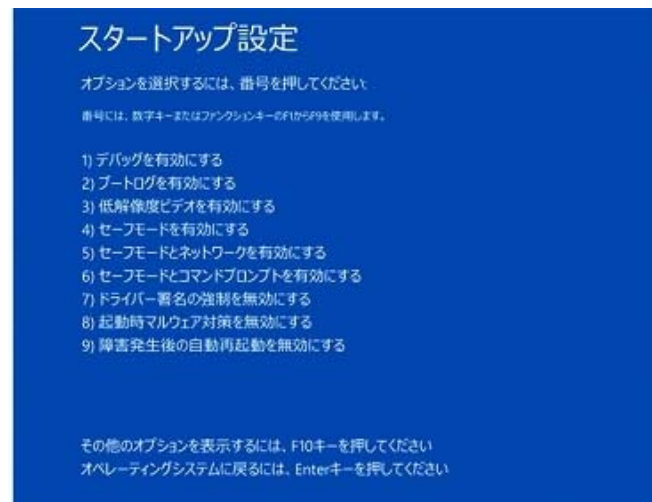 スタートアップ設定
オプションを選択するには、番号を押してください:
番号には、数字キーまたはファンクションキーのF1からF9を使用します。
1) デバッグを有効にする
2) ブートログを有効にする
3) 低解像度ビデオを有効にする
4) セーフモードを有効にする
5) セーフモードとネットワークを有効にする
6) セーフモードとコマンドプロンプトを有効にする
7) ドライバー署名の強制を無効にする
8) 起動時マルウェア対策を無効にする
9) 障害発生後の自動再起動を無効にする
その他のオプションを表示するには、F10キーを押してください
オペレーティングシステムに戻るには、Enterキーを押してください